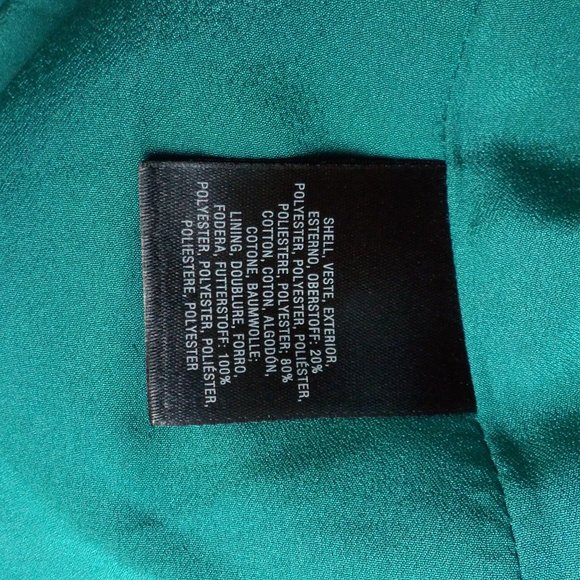 SHELL, VESTE, EXTERIOR,
ESTERNO, OBERSTOFF: 20%
POLYESTER, POLYESTER, POLIÉSTER,
POLIESTERE, POLYESTER; 80%
COTTON, COTON, ALGODÓN,
COTONE, BAUMWOLLE;
LINING, DOUBLURE, FORRO,
FODERA, FUTTERSTOFF: 100%
POLYESTER, POLYESTER, POLIÉSTER,
POLIESTERE, POLYESTER